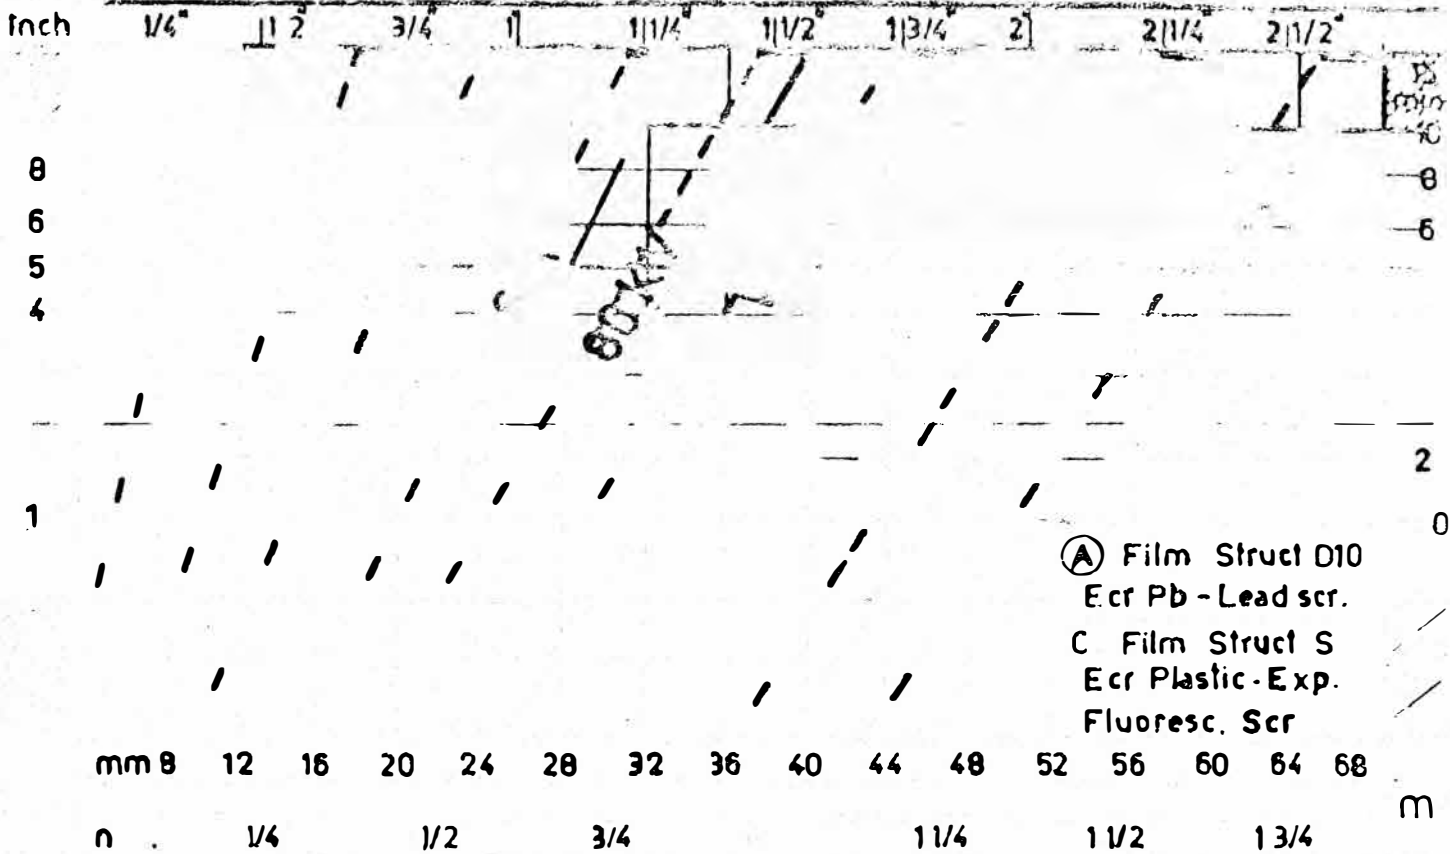 Inch 1/4" 1 2" 3/4" 1" 1 1/4" 1 1/2" 1 3/4" 2" 2 1/4" 2 1/2"
min
10
8 8
6 6
5
4
80 KV
2
1 0
A Film Struct D10
Ecr Pb - Lead scr.
C Film Struct S
Ecr Plastic - Exp.
Fluoresc. Scr
mm 8 12 16 20 24 28 32 36 40 44 48 52 56 60 64 68
m
n 1/4 1/2 3/4 1 1/4 1 1/2 1 3/4